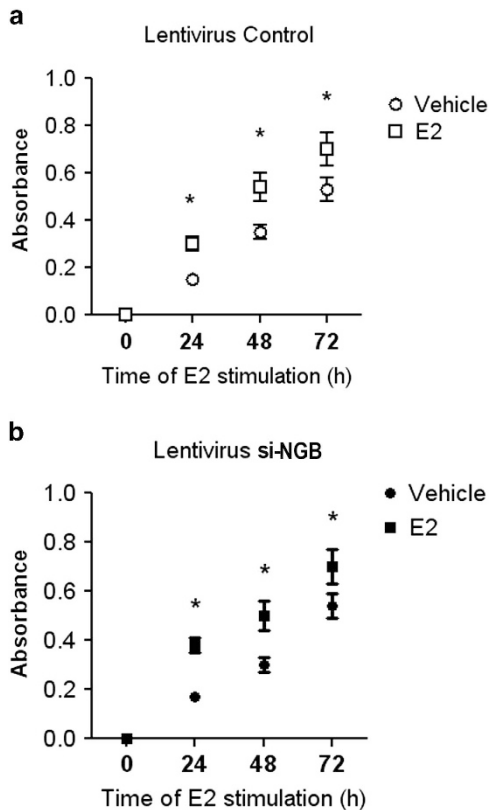 a
Lentivirus Control
1.0
0.8
0.6
0.4
0.2
0.0
Absorbance
* * *
Vehicle
E2
0 24 48 72
Time of E2 stimulation (h)
b
Lentivirus si-NGB
1.0
0.8
0.6
0.4
0.2
0.0
Absorbance
* * *
Vehicle
E2
0 24 48 72
Time of E2 stimulation (h)